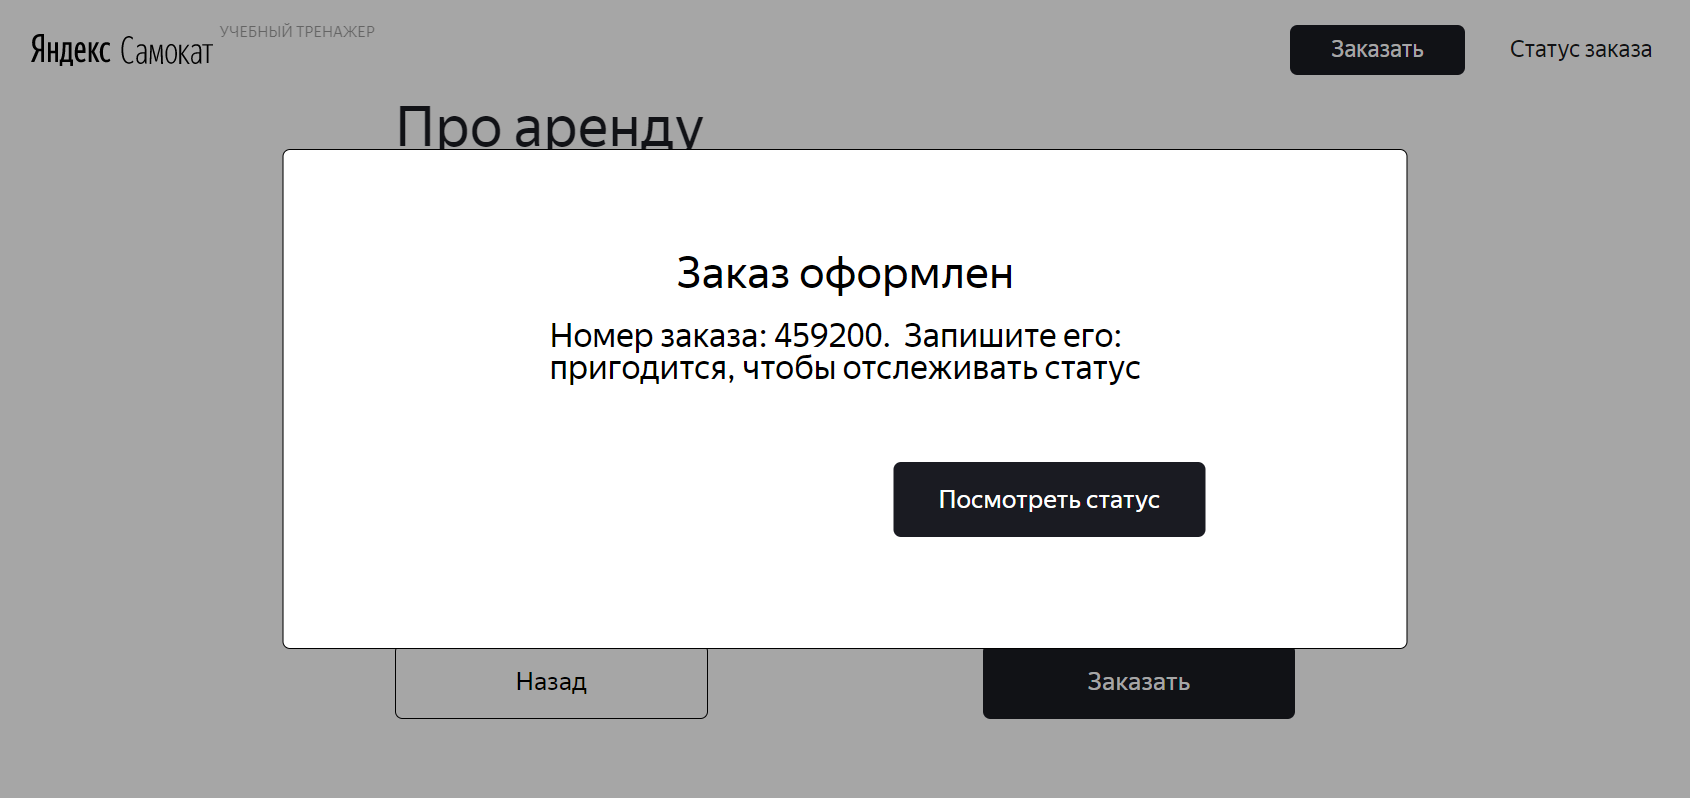 Яндекс Самокат
УЧЕБНЫЙ ТРЕНАЖЕР
Заказать
Статус заказа
Про аренду
Заказ оформлен
Номер заказа: 459200.  Запишите его:
пригодится, чтобы отслеживать статус
Посмотреть статус
Назад
Заказать